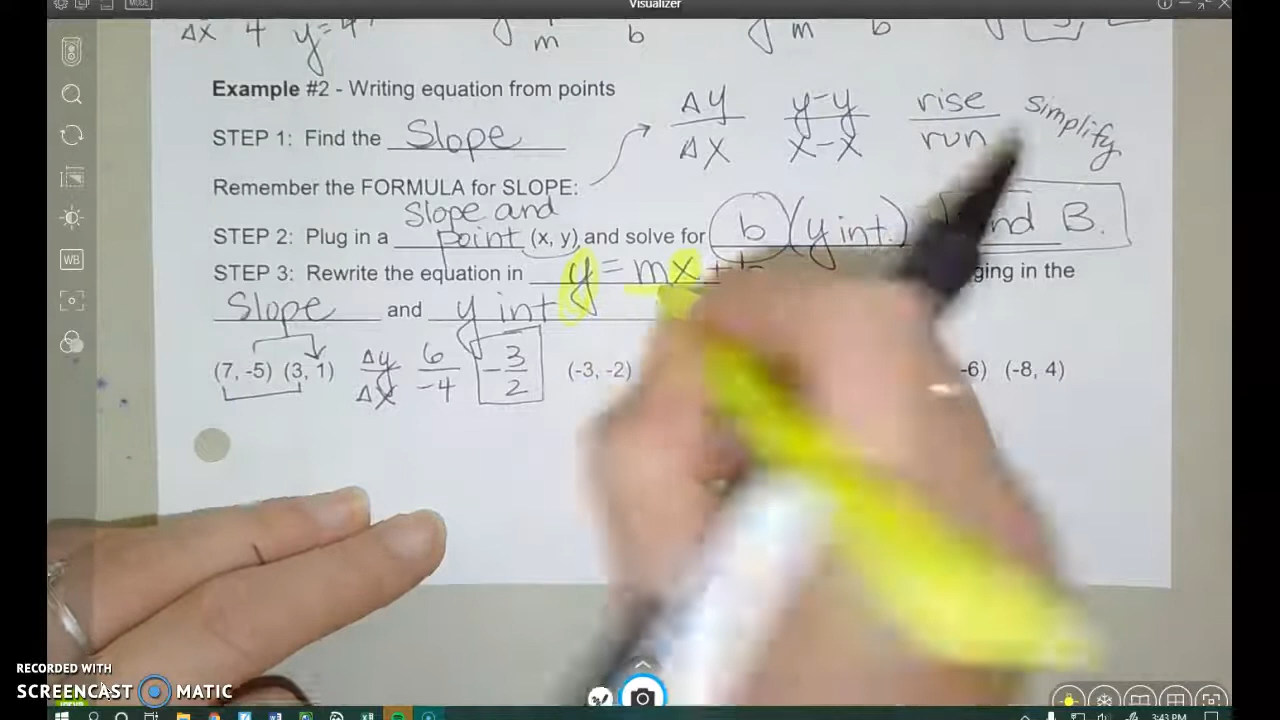 Visualizer
MODE
Δx 4 y=4
m b m b
Example #2 - Writing equation from points
Δy y-y rise simplify
Δx x-x run
STEP 1: Find the Slope
Remember the FORMULA for SLOPE:
Slope and
STEP 2: Plug in a point (x, y) and solve for b (y int.) B.
STEP 3: Rewrite the equation in y = mx + ging in the
Slope and y int
(7, -5) (3, 1) Δy 6 -3 (-3, -2) -6) (-8, 4)
Δx -4 2
WB
RECORDED WITH
SCREENCAST MATIC